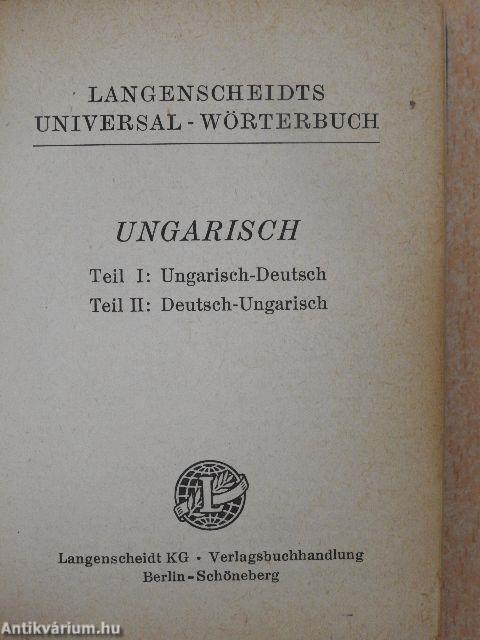 LANGENSCHEIDTS
UNIVERSAL-WÖRTERBUCH
UNGARISCH
Teil I: Ungarisch-Deutsch
Teil II: Deutsch-Ungarisch
L
Langenscheidt KG · Verlagsbuchhandlung
Berlin-Schöneberg
Antikvárium.hu